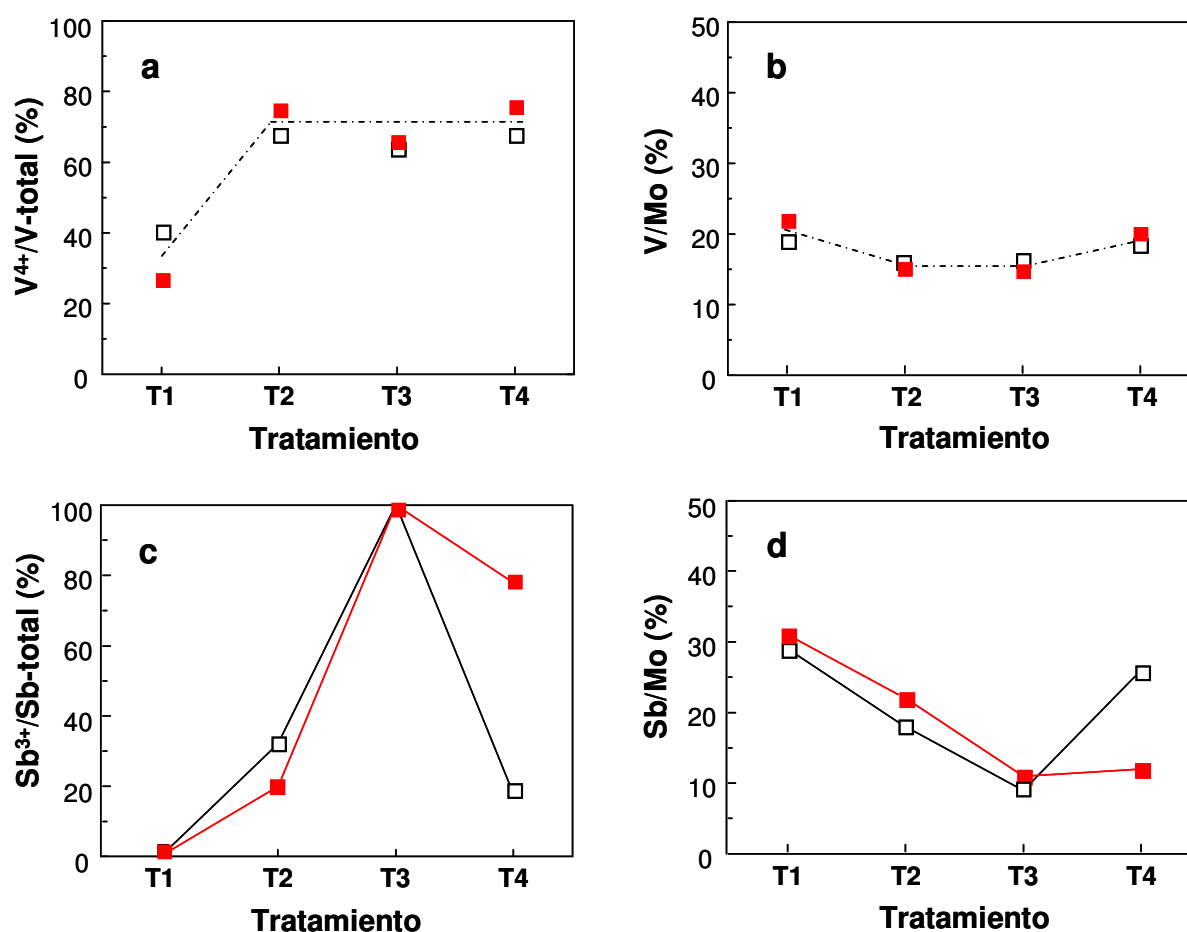 a
V⁴⁺/V-total (%)
100
80
60
40
20
0
T1 T2 T3 T4
Tratamiento
b
V/Mo (%)
50
40
30
20
10
0
T1 T2 T3 T4
Tratamiento
c
Sb³⁺/Sb-total (%)
100
80
60
40
20
0
T1 T2 T3 T4
Tratamiento
d
Sb/Mo (%)
50
40
30
20
10
0
T1 T2 T3 T4
Tratamiento